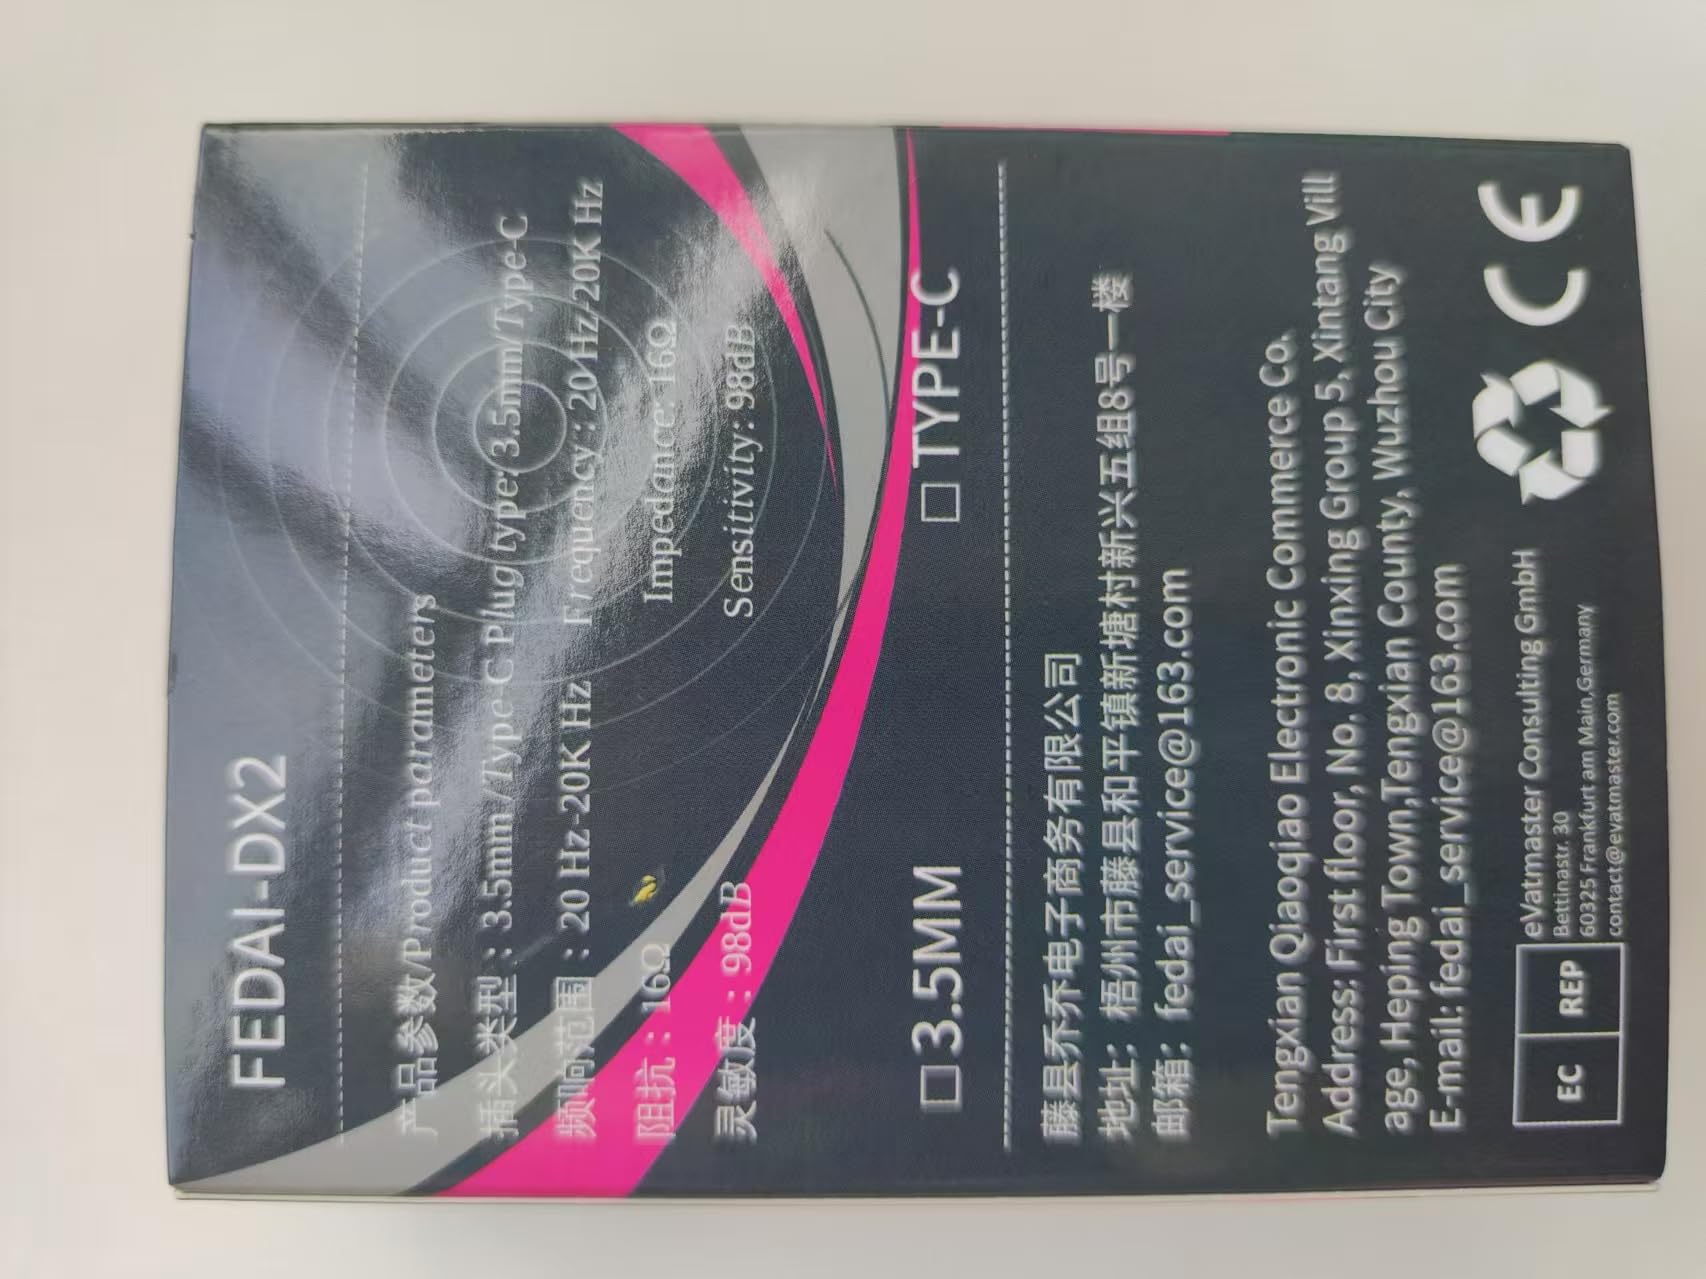 FEDAI-DX2
产品参数/Product parameters
插头类型：3.5mm/Type-C Plug type: 3.5mm/Type-C
频响范围：20 Hz-20K Hz Frequency : 20 Hz-20K Hz
阻抗：16Ω Impedance: 16Ω
灵敏度：98dB Sensitivity: 98dB
□3.5MM □TYPE-C
藤县乔乔电子商务有限公司
地址：梧州市藤县和平镇新塘村新兴五组8号一楼
邮箱：fedai_service@163.com
Tengxian Qiaoqiao Electronic Commerce Co.
Address: First floor, No. 8, Xinxing Group 5, Xintang Vill
age, Heping Town,Tengxian County, Wuzhou City
E-mail: fedai_service@163.com
EC REP
eVatmaster Consulting GmbH
Bettinastr. 30
60325 Frankfurt am Main,Germany
contact@evatmaster.com
CE